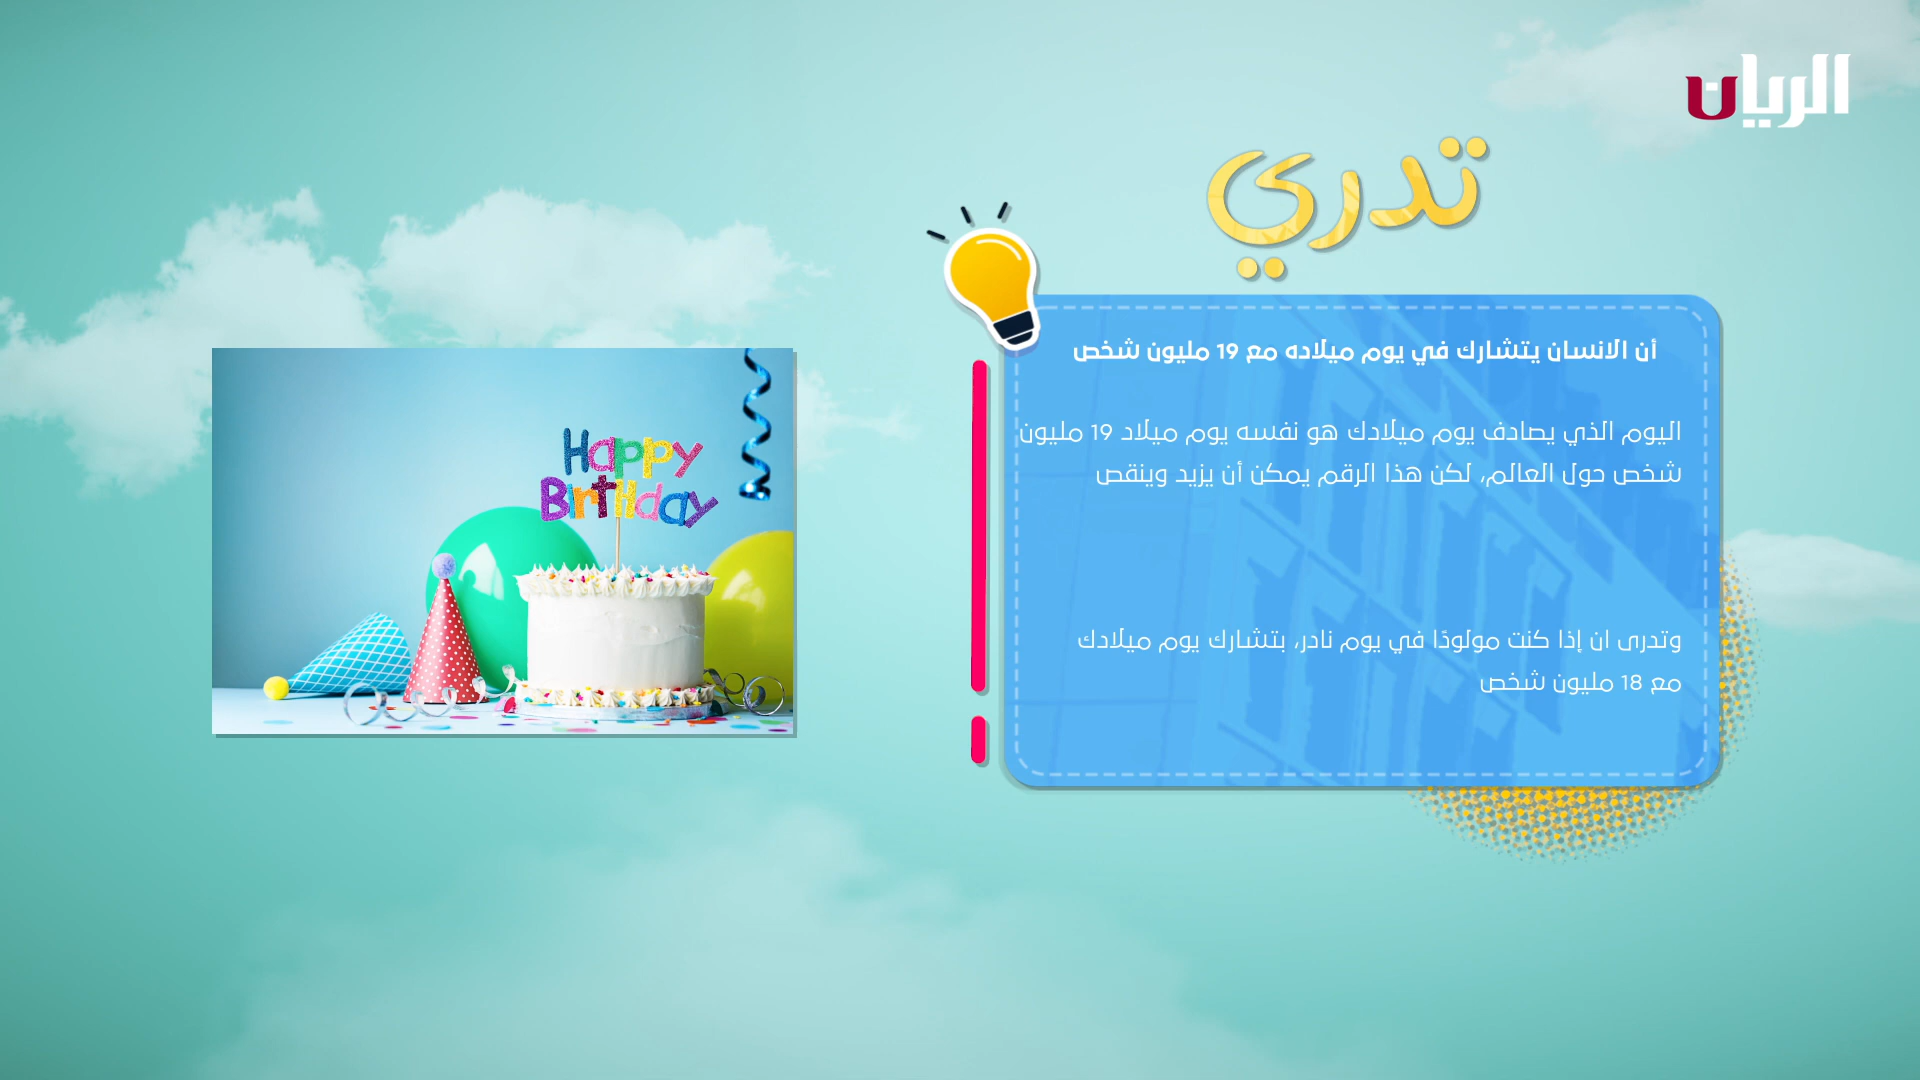 الريان
تدري
أن الانسان يتشارك في يوم ميلاده مع 19 مليون شخص
اليوم الذي يصادف يوم ميلادك هو نفسه يوم ميلاد 19 مليون
شخص حول العالم، لكن هذا الرقم يمكن أن يزيد وينقص
وتدرى ان إذا كنت مولودًا في يوم نادر، بتشارك يوم ميلادك
مع 18 مليون شخص
Happy
BirtHday